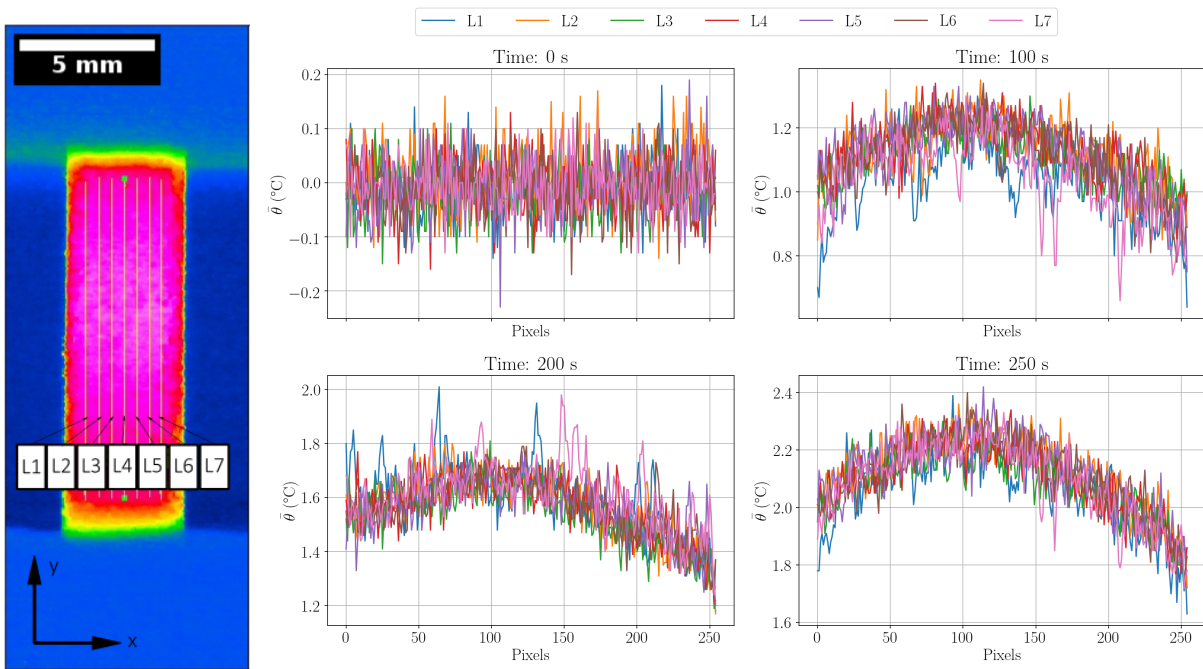 5 mm
L1 L2 L3 L4 L5 L6 L7
y
x
L1 L2 L3 L4 L5 L6 L7
Time: 0 s
0.2
0.1
0.0
−0.1
−0.2
θ̄ (°C)
Pixels
Time: 100 s
1.2
1.0
0.8
θ̄ (°C)
Pixels
Time: 200 s
2.0
1.8
1.6
1.4
1.2
θ̄ (°C)
0 50 100 150 200 250
Pixels
Time: 250 s
2.4
2.2
2.0
1.8
1.6
θ̄ (°C)
0 50 100 150 200 250
Pixels